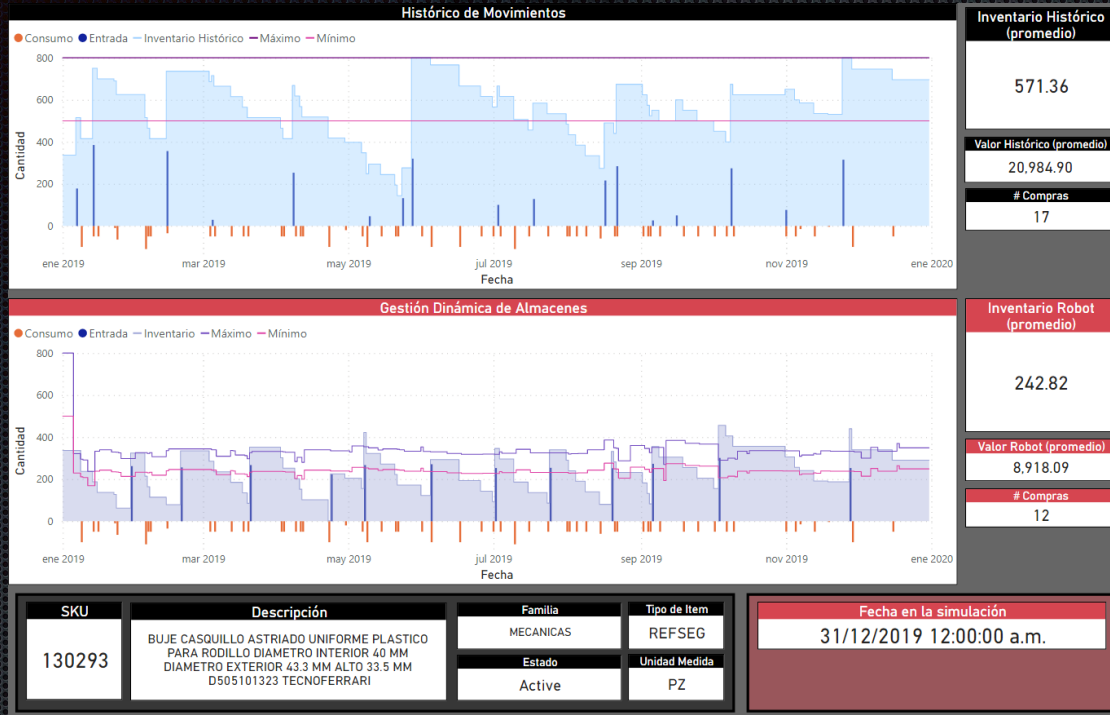 Histórico de Movimientos
Consumo Entrada Inventario Histórico Máximo Mínimo
800
600
400
200
0
Cantidad
ene 2019 mar 2019 may 2019 jul 2019 sep 2019 nov 2019 ene 2020
Fecha
Inventario Histórico
(promedio)
571.36
Valor Histórico (promedio)
20,984.90
# Compras
17
Gestión Dinámica de Almacenes
Consumo Entrada Inventario Máximo Mínimo
800
600
400
200
0
Cantidad
ene 2019 mar 2019 may 2019 jul 2019 sep 2019 nov 2019 ene 2020
Fecha
Inventario Robot
(promedio)
242.82
Valor Robot (promedio)
8,918.09
# Compras
12
SKU
130293
Descripción
BUJE CASQUILLO ASTRIADO UNIFORME PLASTICO
PARA RODILLO DIAMETRO INTERIOR 40 MM
DIAMETRO EXTERIOR 43.3 MM ALTO 33.5 MM
D505101323 TECNOFERRARI
Familia
MECANICAS
Tipo de Item
REFSEG
Estado
Active
Unidad Medida
PZ
Fecha en la simulación
31/12/2019 12:00:00 a.m.